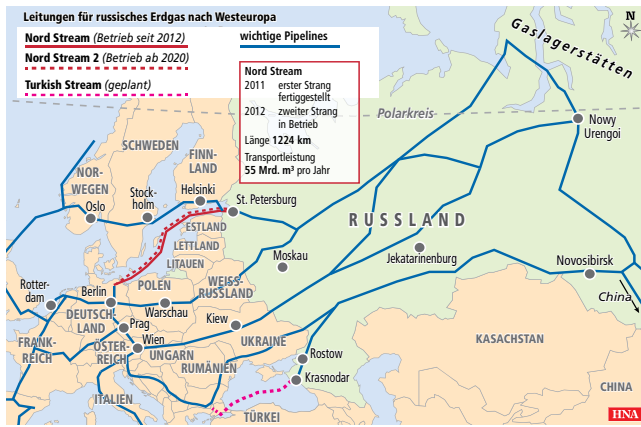 Leitungen für russisches Erdgas nach Westeuropa
Nord Stream (Betrieb seit 2012)
Nord Stream 2 (Betrieb ab 2020)
Turkish Stream (geplant)
wichtige Pipelines
Nord Stream
2011 erster Strang
fertiggestellt
2012 zweiter Strang
in Betrieb
Länge 1224 km
Transportleistung
55 Mrd. m³ pro Jahr
N
Gaslagerstätten
Polarkreis
Nowy
Urengoi
SCHWEDEN
FINN-
LAND
NOR-
WEGEN
Oslo
Stock-
holm
Helsinki
St. Petersburg
ESTLAND
LETTLAND
LITAUEN
RUSSLAND
Moskau
Jekatarinenburg
Novosibirsk
China
Rotter-
dam
Berlin
POLEN
WEISS-
RUSSLAND
DEUTSCH-
LAND
Warschau
Prag
Kiew
FRANK-
REICH
ÖSTER-
REICH
Wien
UNGARN
UKRAINE
RUMÄNIEN
Rostow
Krasnodar
KASACHSTAN
CHINA
ITALIEN
TÜRKEI
HNA